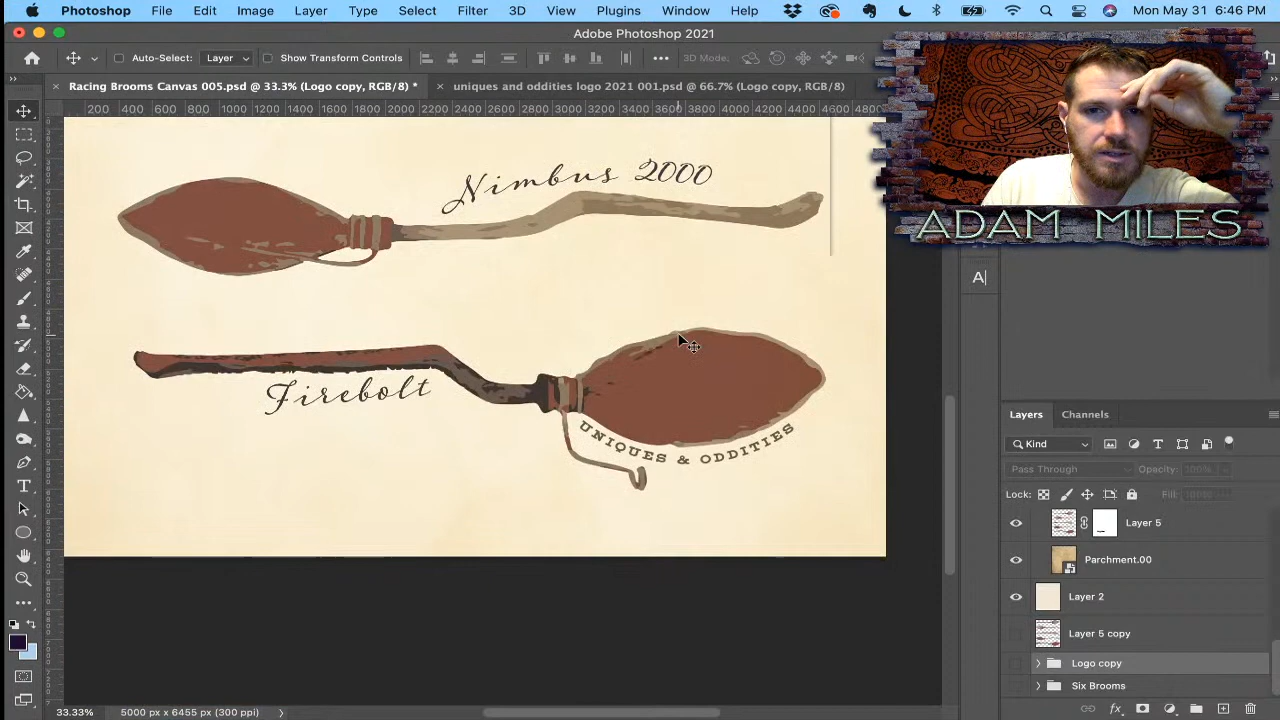 Photoshop File Edit Image Layer Type Select Filter 3D View Plugins Window Help Mon May 31 6:46 PM
Adobe Photoshop 2021
Auto-Select: Layer Show Transform Controls 3D Mode:
Racing Brooms Canvas 005.psd @ 33.3% (Logo copy, RGB/8) * uniques and oddities logo 2021 001.psd @ 66.7% (Logo copy, RGB/8)
200 400 600 800 1000 1200 1400 1600 1800 2000 2200 2400 2600 2800 3000 3200 3400 3600 3800 4000 4200 4400 4600 4800
Nimbus 2000
ADAM MILES
A|
Firebolt
UNIQUES & ODDITIES
Layers Channels
Kind
Pass Through Opacity: 100%
Lock: Fill:
Layer 5
Parchment.00
Layer 2
Layer 5 copy
Logo copy
Six Brooms
33.33% 5000 px x 6455 px (300 ppi)